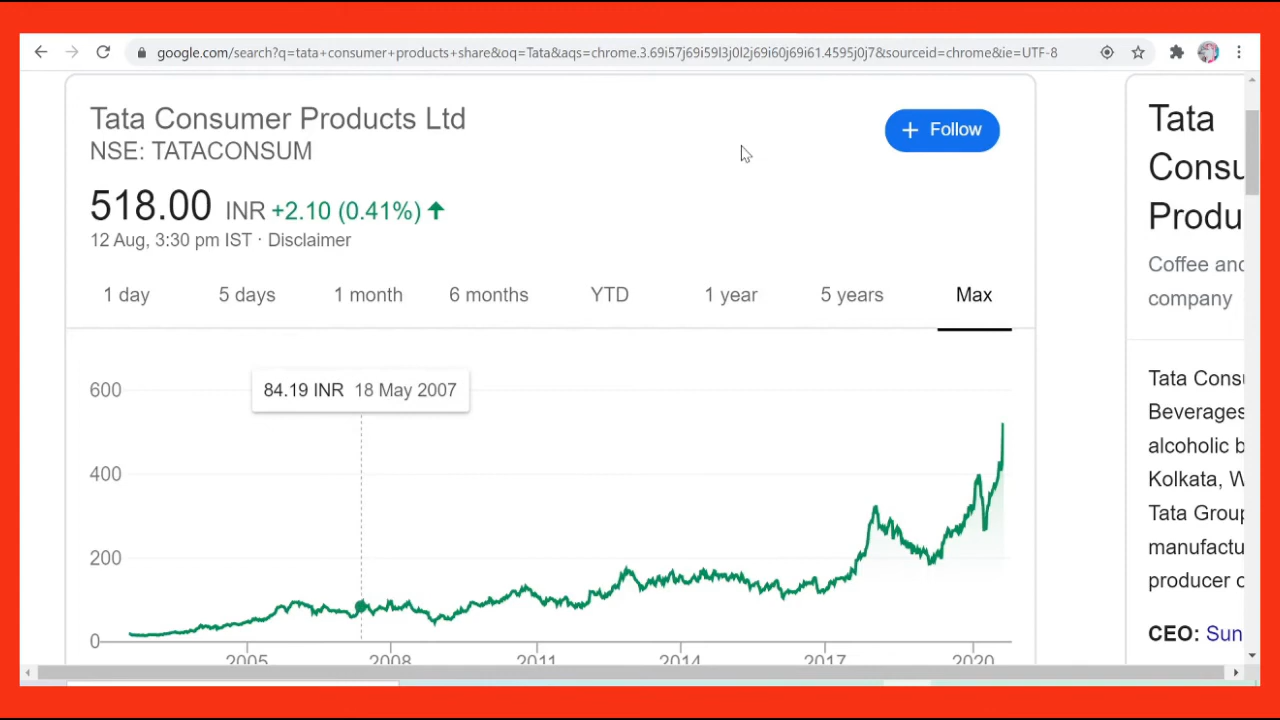 google.com/search?q=tata+consumer+products+share&oq=Tata&aqs=chrome.3.69i57j69i59l3j0l2j69i60j69i61.4595j0j7&sourceid=chrome&ie=UTF-8
Tata Consumer Products Ltd
NSE: TATACONSUM
+ Follow
518.00 INR +2.10 (0.41%)
12 Aug, 3:30 pm IST · Disclaimer
1 day 5 days 1 month 6 months YTD 1 year 5 years Max
84.19 INR 18 May 2007
600
400
200
0
2005 2008 2011 2014 2017 2020
Tata
Consu
Produ
Coffee and
company
Tata Consu
Beverages
alcoholic b
Kolkata, W
Tata Group
manufactu
producer o
CEO: Sun